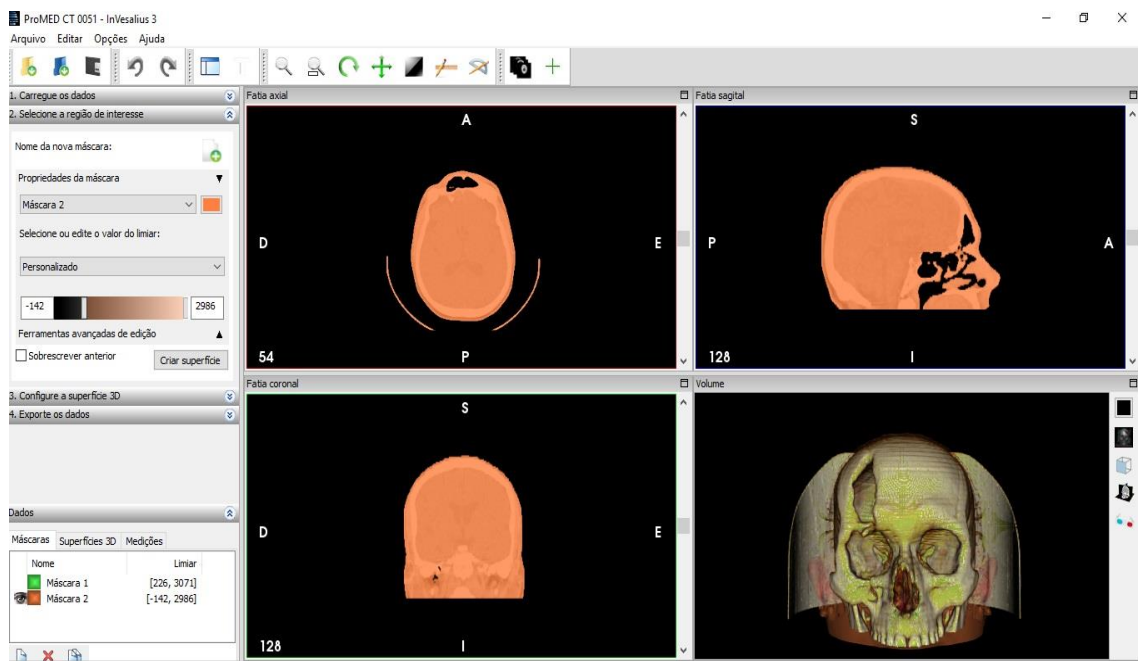 ProMED CT 0051 - InVesalius 3
Arquivo Editar Opções Ajuda
1. Carregue os dados
2. Selecione a região de interesse
Nome da nova máscara:
Propriedades da máscara
Máscara 2
Selecione ou edite o valor do limiar:
Personalizado
-142 2986
Ferramentas avançadas de edição
Sobrescrever anterior Criar superfície
3. Configure a superfície 3D
4. Exporte os dados
Dados
Máscaras Superfícies 3D Medições
Nome Limiar
Máscara 1 [226, 3071]
Máscara 2 [-142, 2986]
Fatia axial
A
D E
54 P
Fatia sagital
S
P A
128 I
Fatia coronal
S
D E
128 I
Volume